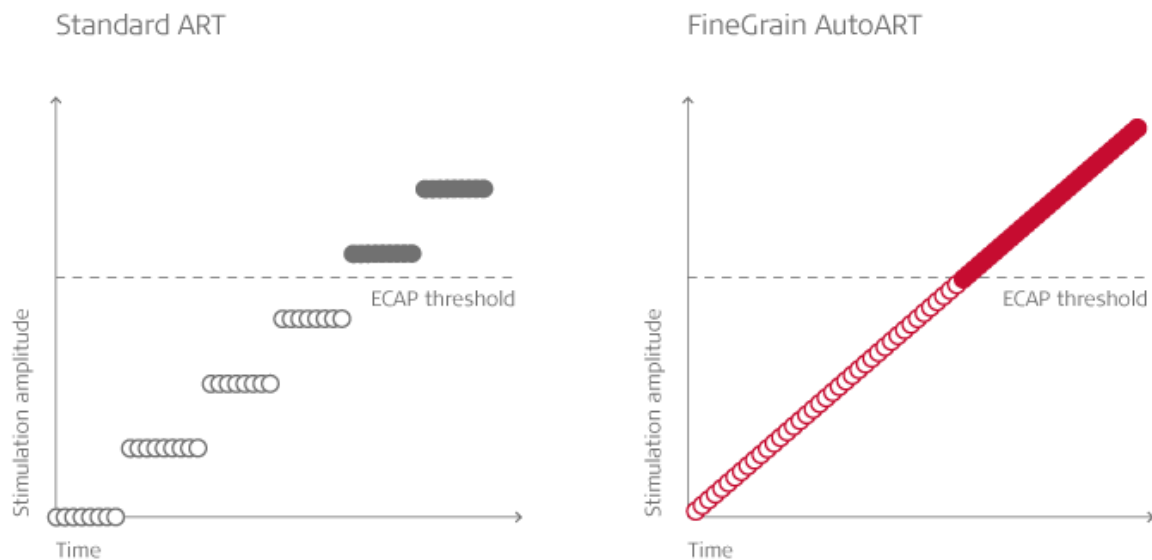 Standard ART
Stimulation amplitude
ECAP threshold
Time
FineGrain AutoART
Stimulation amplitude
ECAP threshold
Time